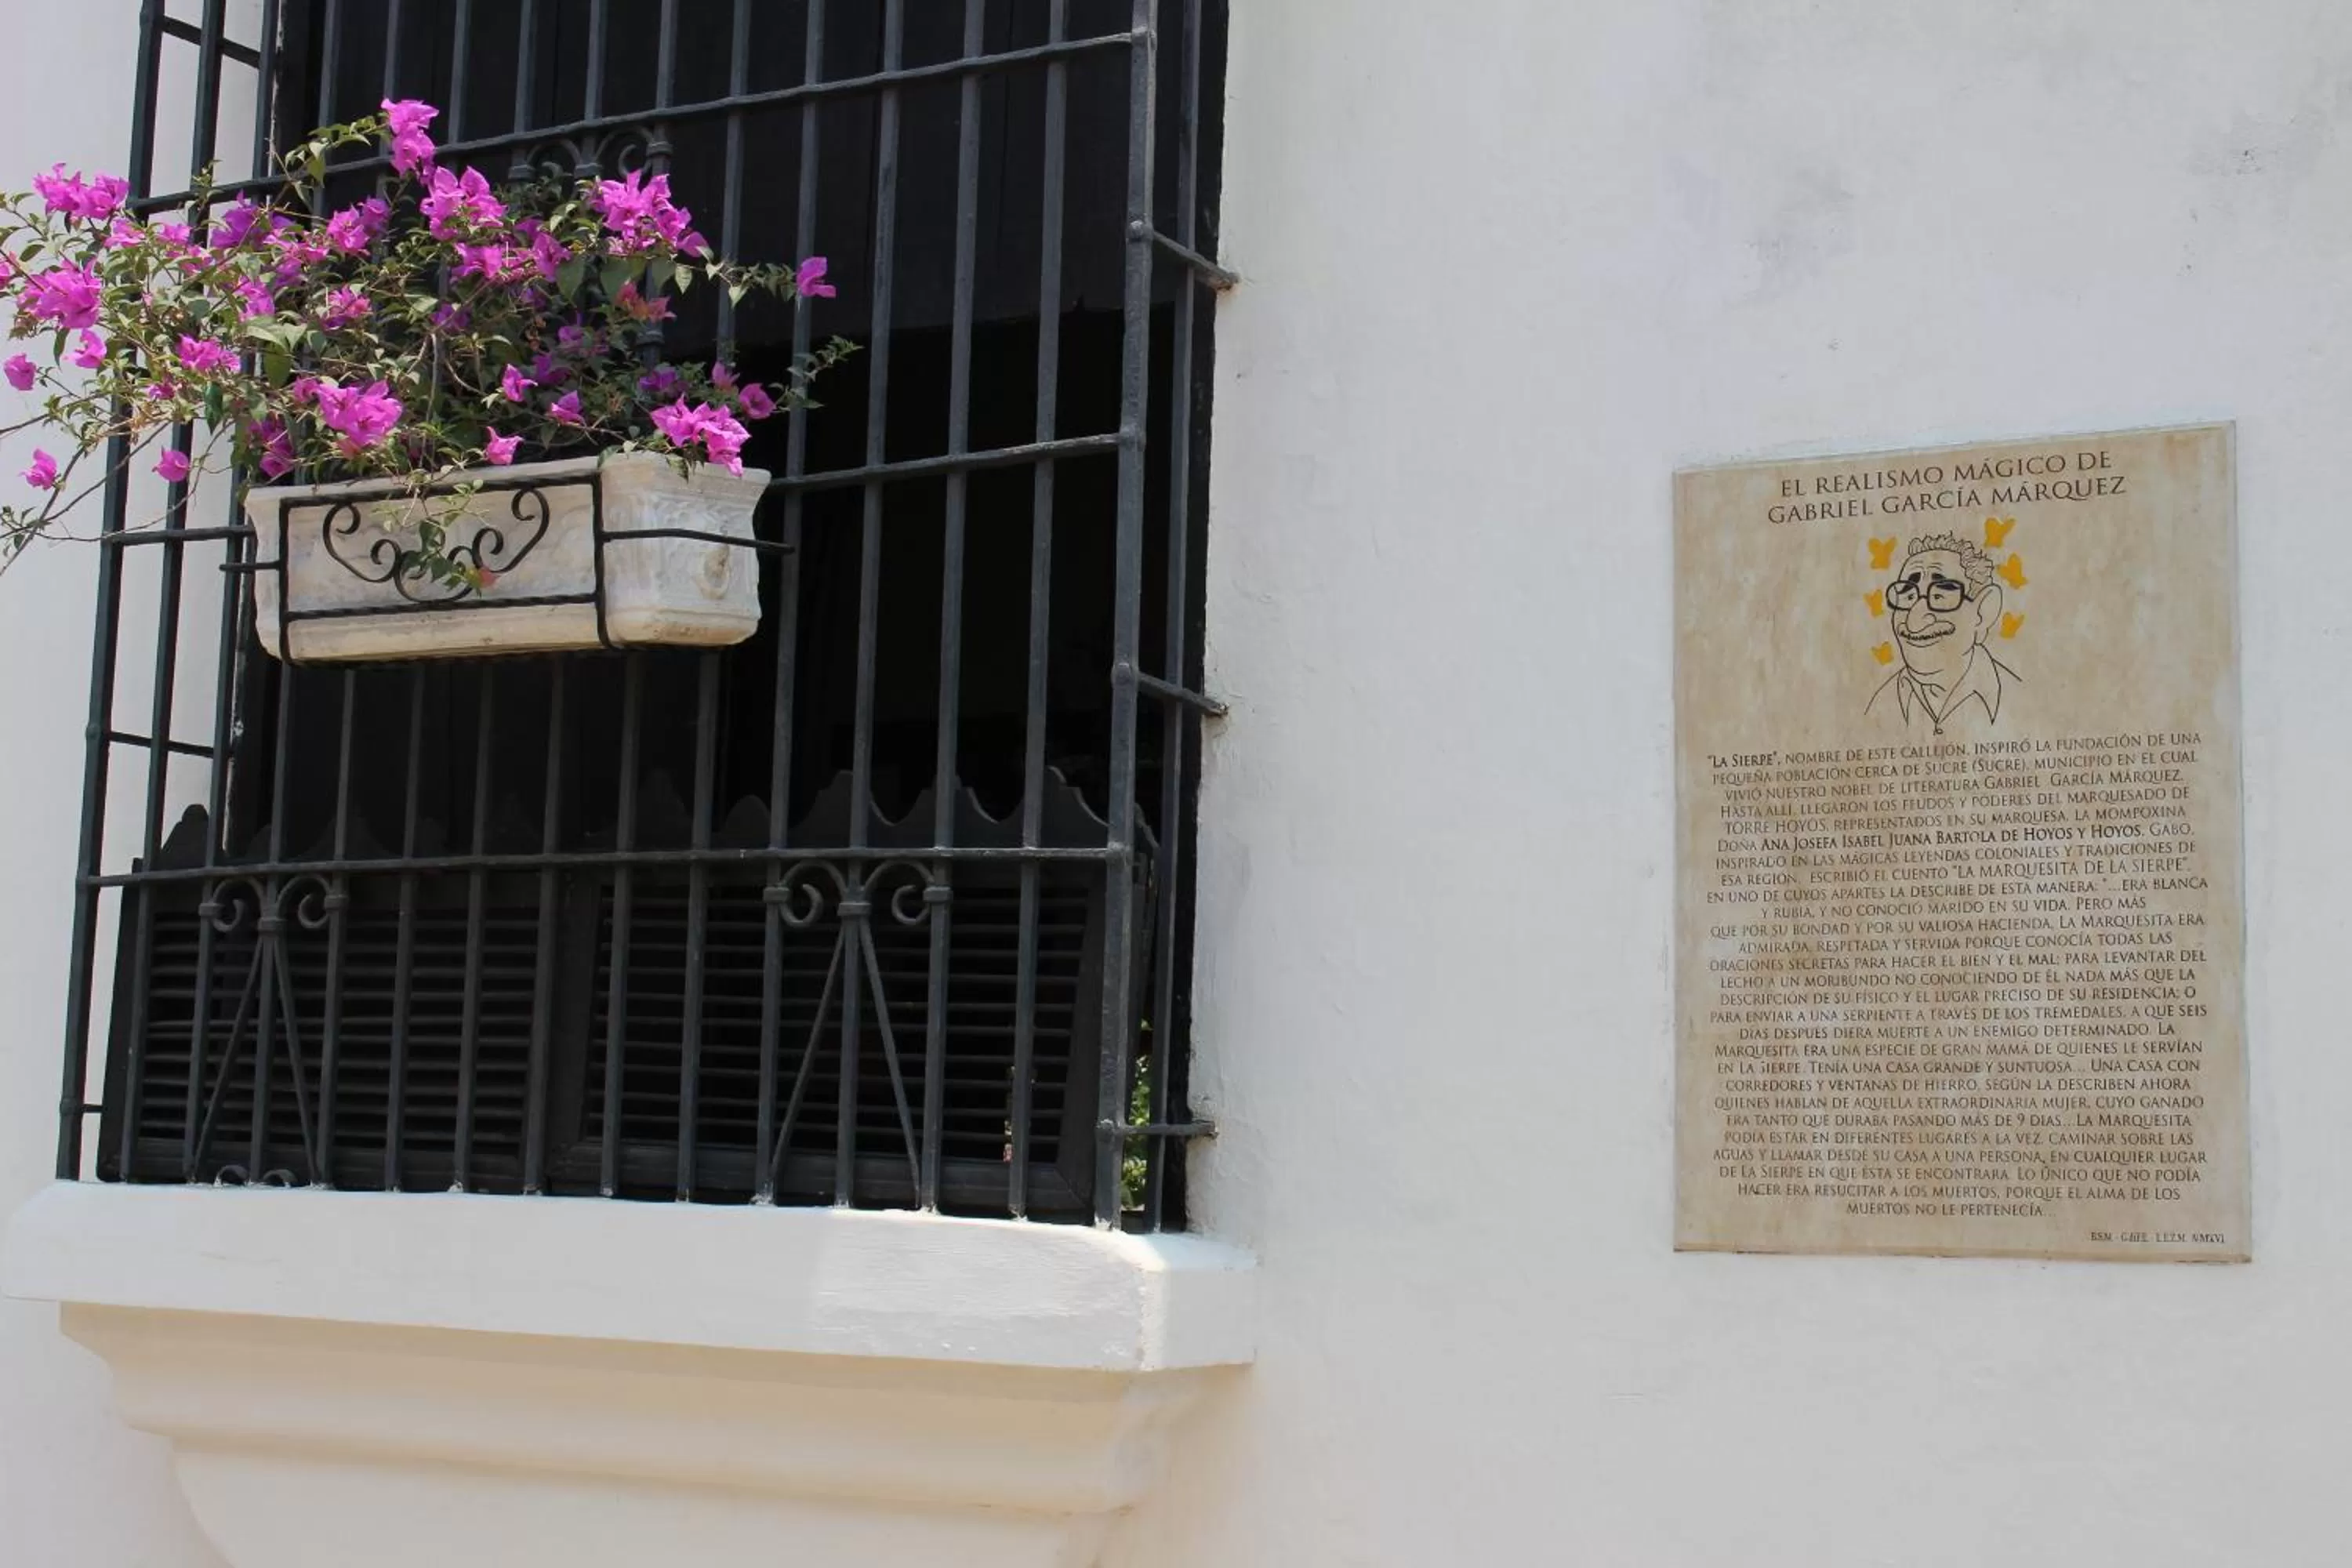 EL REALISMO MÁGICO DE
GABRIEL GARCÍA MÁRQUEZ
"LA SIERPE", NOMBRE DE ESTE CALLEJÓN, INSPIRÓ LA FUNDACIÓN DE UNA
PEQUEÑA POBLACIÓN CERCA DE SUCRE (SUCRE), MUNICIPIO EN EL CUAL
VIVIÓ NUESTRO NOBEL DE LITERATURA GABRIEL GARCÍA MÁRQUEZ.
HASTA ALLÍ, LLEGARON LOS FEUDOS Y PODERES DEL MARQUESADO DE
TORRE HOYOS, REPRESENTADOS EN SU MARQUESA, LA MOMPOXINA
DOÑA ANA JOSEFA ISABEL JUANA BARTOLA DE HOYOS Y HOYOS. GABO,
INSPIRADO EN LAS MÁGICAS LEYENDAS COLONIALES Y TRADICIONES DE
ESA REGIÓN, ESCRIBIÓ EL CUENTO "LA MARQUESITA DE LA SIERPE",
EN UNO DE CUYOS APARTES LA DESCRIBE DE ESTA MANERA: "...ERA BLANCA
Y RUBIA, Y NO CONOCIÓ MARIDO EN SU VIDA. PERO MÁS
QUE POR SU BONDAD Y POR SU VALIOSA HACIENDA, LA MARQUESITA ERA
ADMIRADA, RESPETADA Y SERVIDA PORQUE CONOCÍA TODAS LAS
ORACIONES SECRETAS PARA HACER EL BIEN Y EL MAL; PARA LEVANTAR DEL
LECHO A UN MORIBUNDO NO CONOCIENDO DE ÉL NADA MÁS QUE LA
DESCRIPCIÓN DE SU FÍSICO Y EL LUGAR PRECISO DE SU RESIDENCIA; O
PARA ENVIAR A UNA SERPIENTE A TRAVÉS DE LOS TREMEDALES, A QUE SEIS
DÍAS DESPUES DIERA MUERTE A UN ENEMIGO DETERMINADO. LA
MARQUESITA ERA UNA ESPECIE DE GRAN MAMÁ DE QUIENES LE SERVÍAN
EN LA SIERPE. TENÍA UNA CASA GRANDE Y SUNTUOSA... UNA CASA CON
CORREDORES Y VENTANAS DE HIERRO, SEGÚN LA DESCRIBEN AHORA
QUIENES HABLAN DE AQUELLA EXTRAORDINARIA MUJER, CUYO GANADO
ERA TANTO QUE DURABA PASANDO MÁS DE 9 DIAS...LA MARQUESITA
PODÍA ESTAR EN DIFERENTES LUGARES A LA VEZ, CAMINAR SOBRE LAS
AGUAS Y LLAMAR DESDE SU CASA A UNA PERSONA, EN CUALQUIER LUGAR
DE LA SIERPE EN QUE ÉSTA SE ENCONTRARA. LO ÚNICO QUE NO PODÍA
HACER ERA RESUCITAR A LOS MUERTOS, PORQUE EL ALMA DE LOS
MUERTOS NO LE PERTENECÍA...